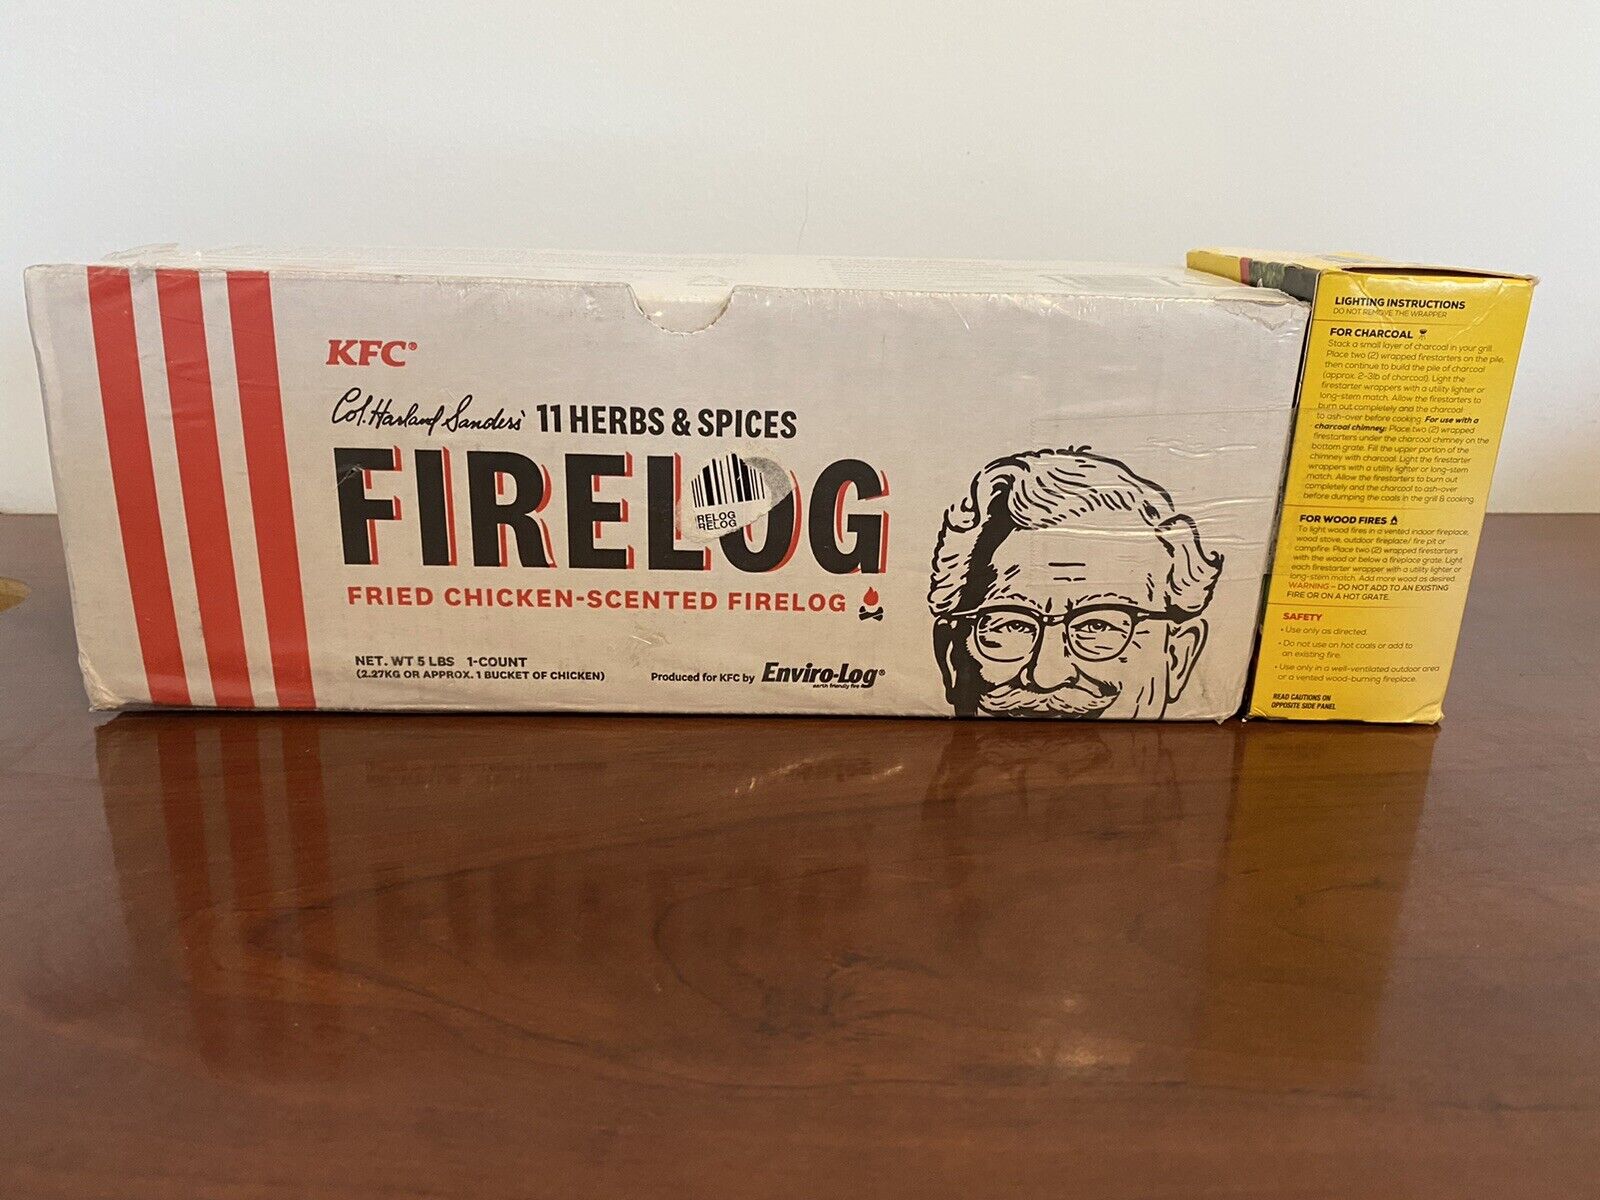 KFC®
Col. Harland Sanders' 11 HERBS & SPICES
FIRELOG
RELOG
RELOG
FRIED CHICKEN-SCENTED FIRELOG
NET. WT 5 LBS 1-COUNT
(2.27KG OR APPROX. 1 BUCKET OF CHICKEN)
Produced for KFC by Enviro-Log®
earth friendly fire
LIGHTING INSTRUCTIONS
DO NOT REMOVE THE WRAPPER
FOR CHARCOAL
Stack a small layer of charcoal in your grill.
Place two (2) wrapped firestarters on the pile,
then continue to build the pile of charcoal
(approx. 2-3lb of charcoal). Light the
firestarter wrappers with a utility lighter or
long-stem match. Allow the firestarters to
burn out completely and the charcoal
to ash-over before cooking. For use with a
charcoal chimney: Place two (2) wrapped
firestarters under the charcoal chimney on the
bottom grate. Fill the upper portion of the
chimney with charcoal. Light the firestarter
wrappers with a utility lighter or long-stem
match. Allow the firestarters to burn out
completely and the charcoal to ash-over
before dumping the coals in the grill & cooking.
FOR WOOD FIRES
To light wood fires in a vented indoor fireplace,
wood stove, outdoor fireplace/ fire pit or
campfire: Place two (2) wrapped firestarters
with the wood or below a fireplace grate. Light
each firestarter wrapper with a utility lighter or
long-stem match. Add more wood as desired.
WARNING – DO NOT ADD TO AN EXISTING
FIRE OR ON A HOT GRATE.
SAFETY
• Use only as directed.
• Do not use on hot coals or add to
an existing fire.
• Use only in a well-ventilated outdoor area
or a vented wood-burning fireplace.
READ CAUTIONS ON
OPPOSITE SIDE PANEL